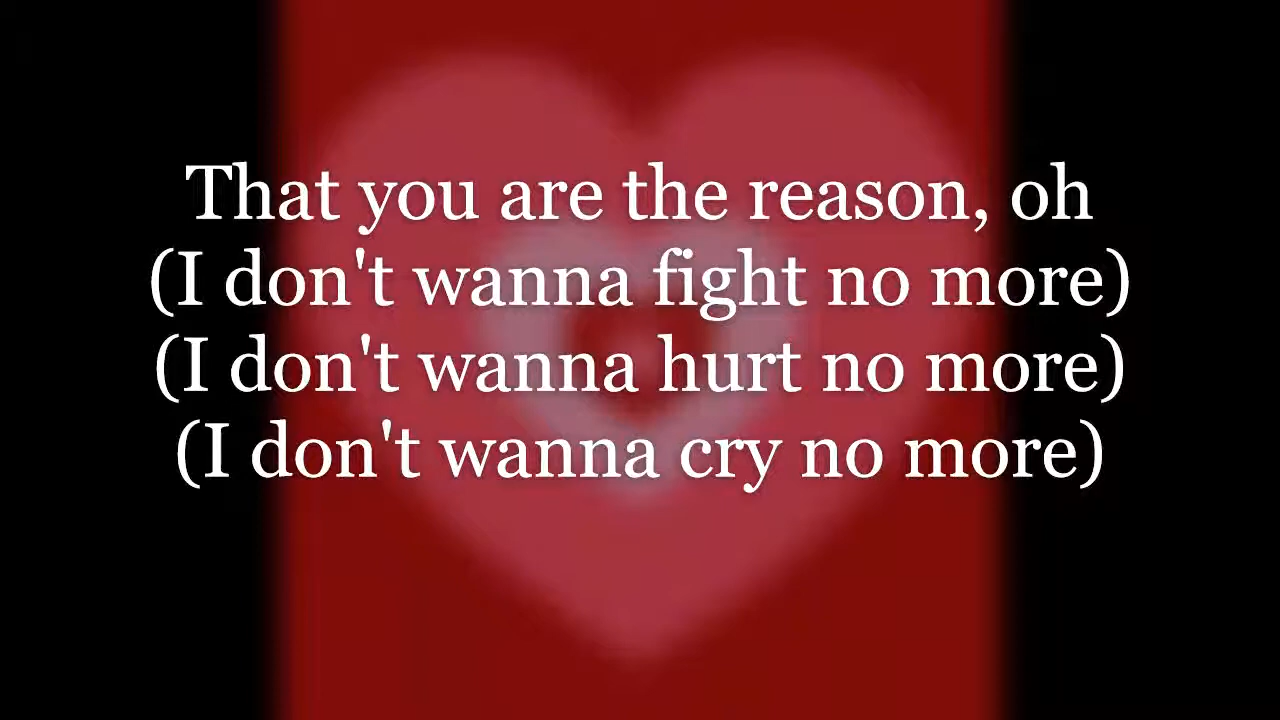 That you are the reason, oh
(I don't wanna fight no more)
(I don't wanna hurt no more)
(I don't wanna cry no more)